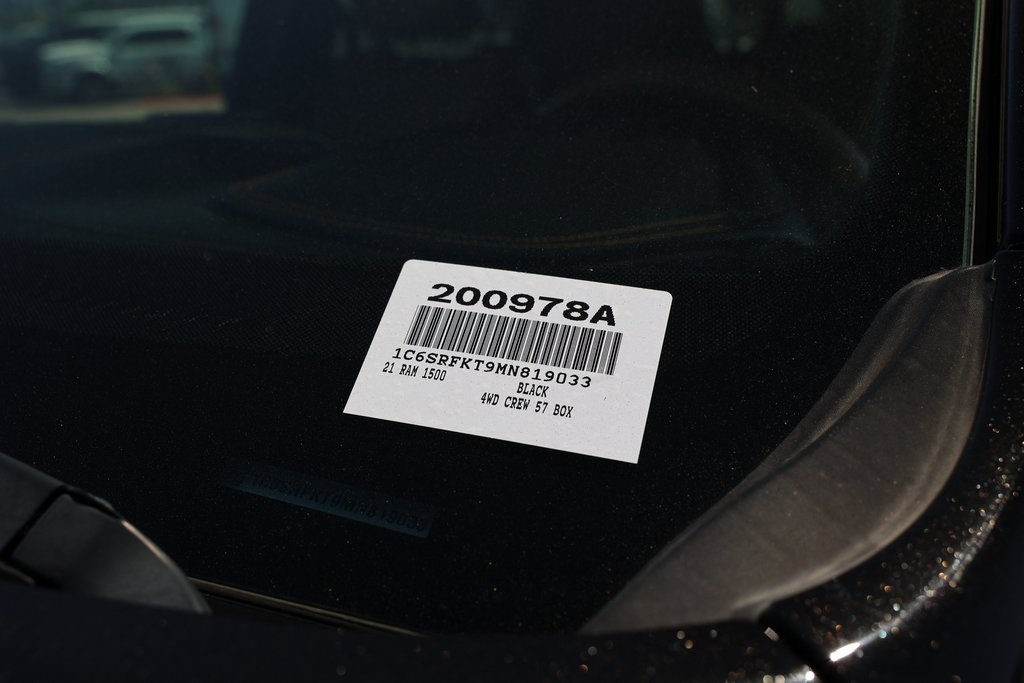 200978A
1C6SRFKT9MN819033
21 RAM 1500
BLACK
4WD CREW 57 BOX